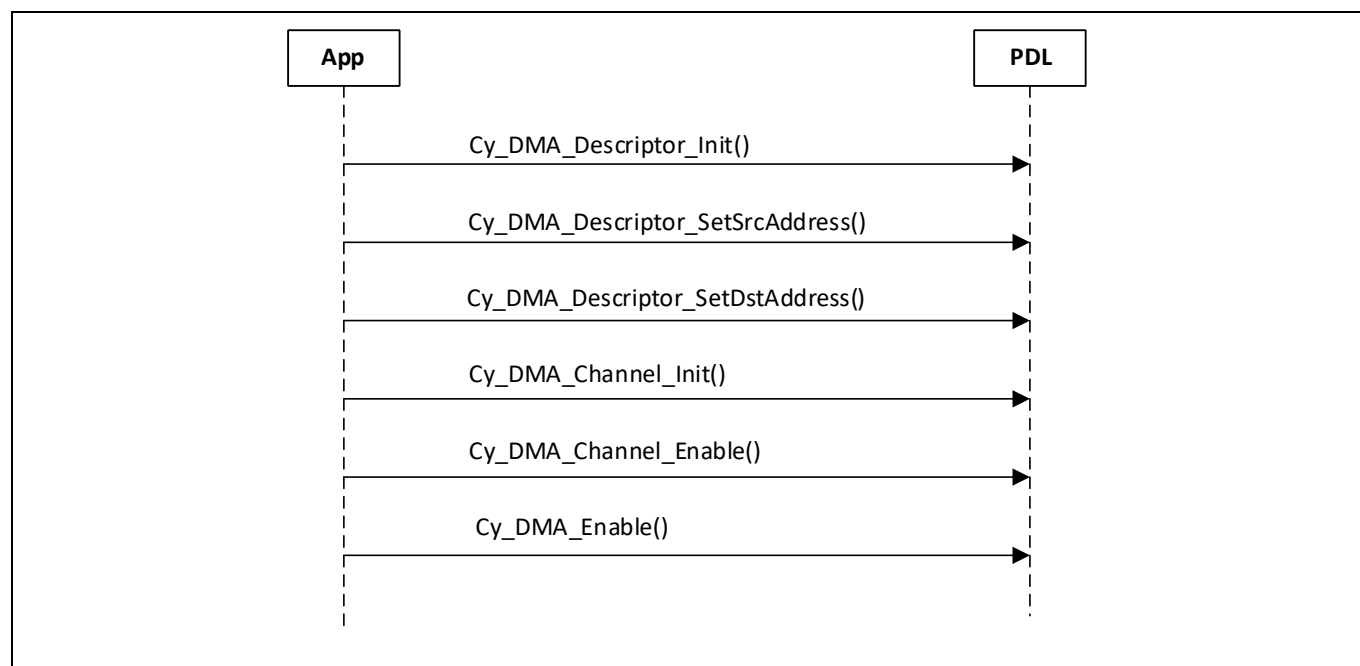 App
PDL
Cy_DMA_Descriptor_Init()
Cy_DMA_Descriptor_SetSrcAddress()
Cy_DMA_Descriptor_SetDstAddress()
Cy_DMA_Channel_Init()
Cy_DMA_Channel_Enable()
Cy_DMA_Enable()